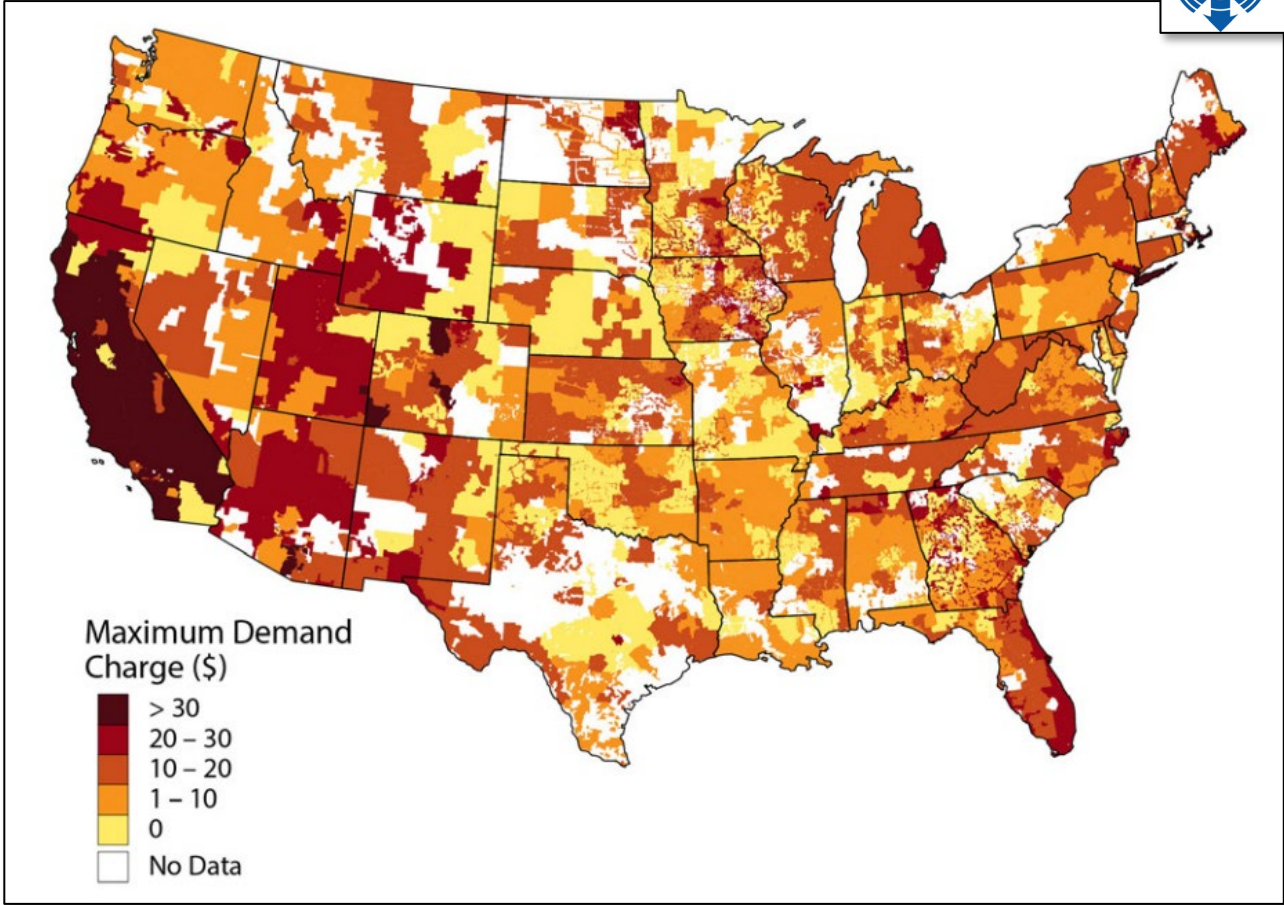 Maximum Demand
Charge ($)
> 30
20 – 30
10 – 20
1 – 10
0
No Data